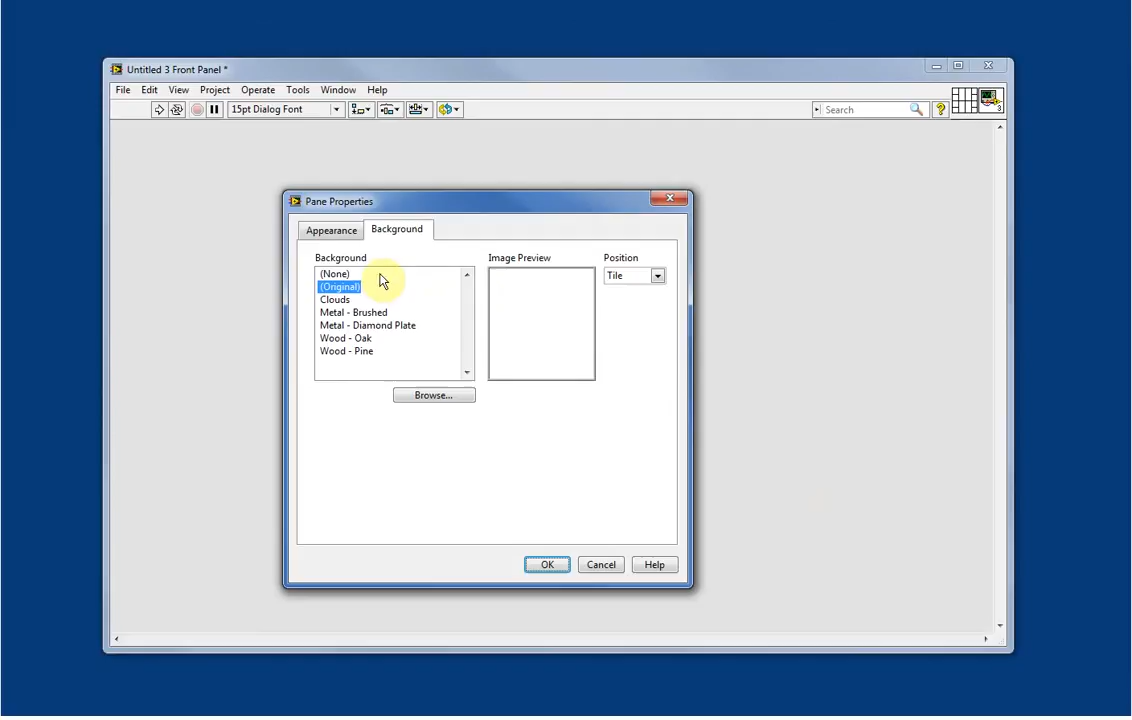 Untitled 3 Front Panel *
File Edit View Project Operate Tools Window Help
15pt Dialog Font
Search
?
3
Pane Properties
Appearance Background
Background Image Preview Position
(None)
Tile
(Original)
Clouds
Metal - Brushed
Metal - Diamond Plate
Wood - Oak
Wood - Pine
Browse...
OK Cancel Help